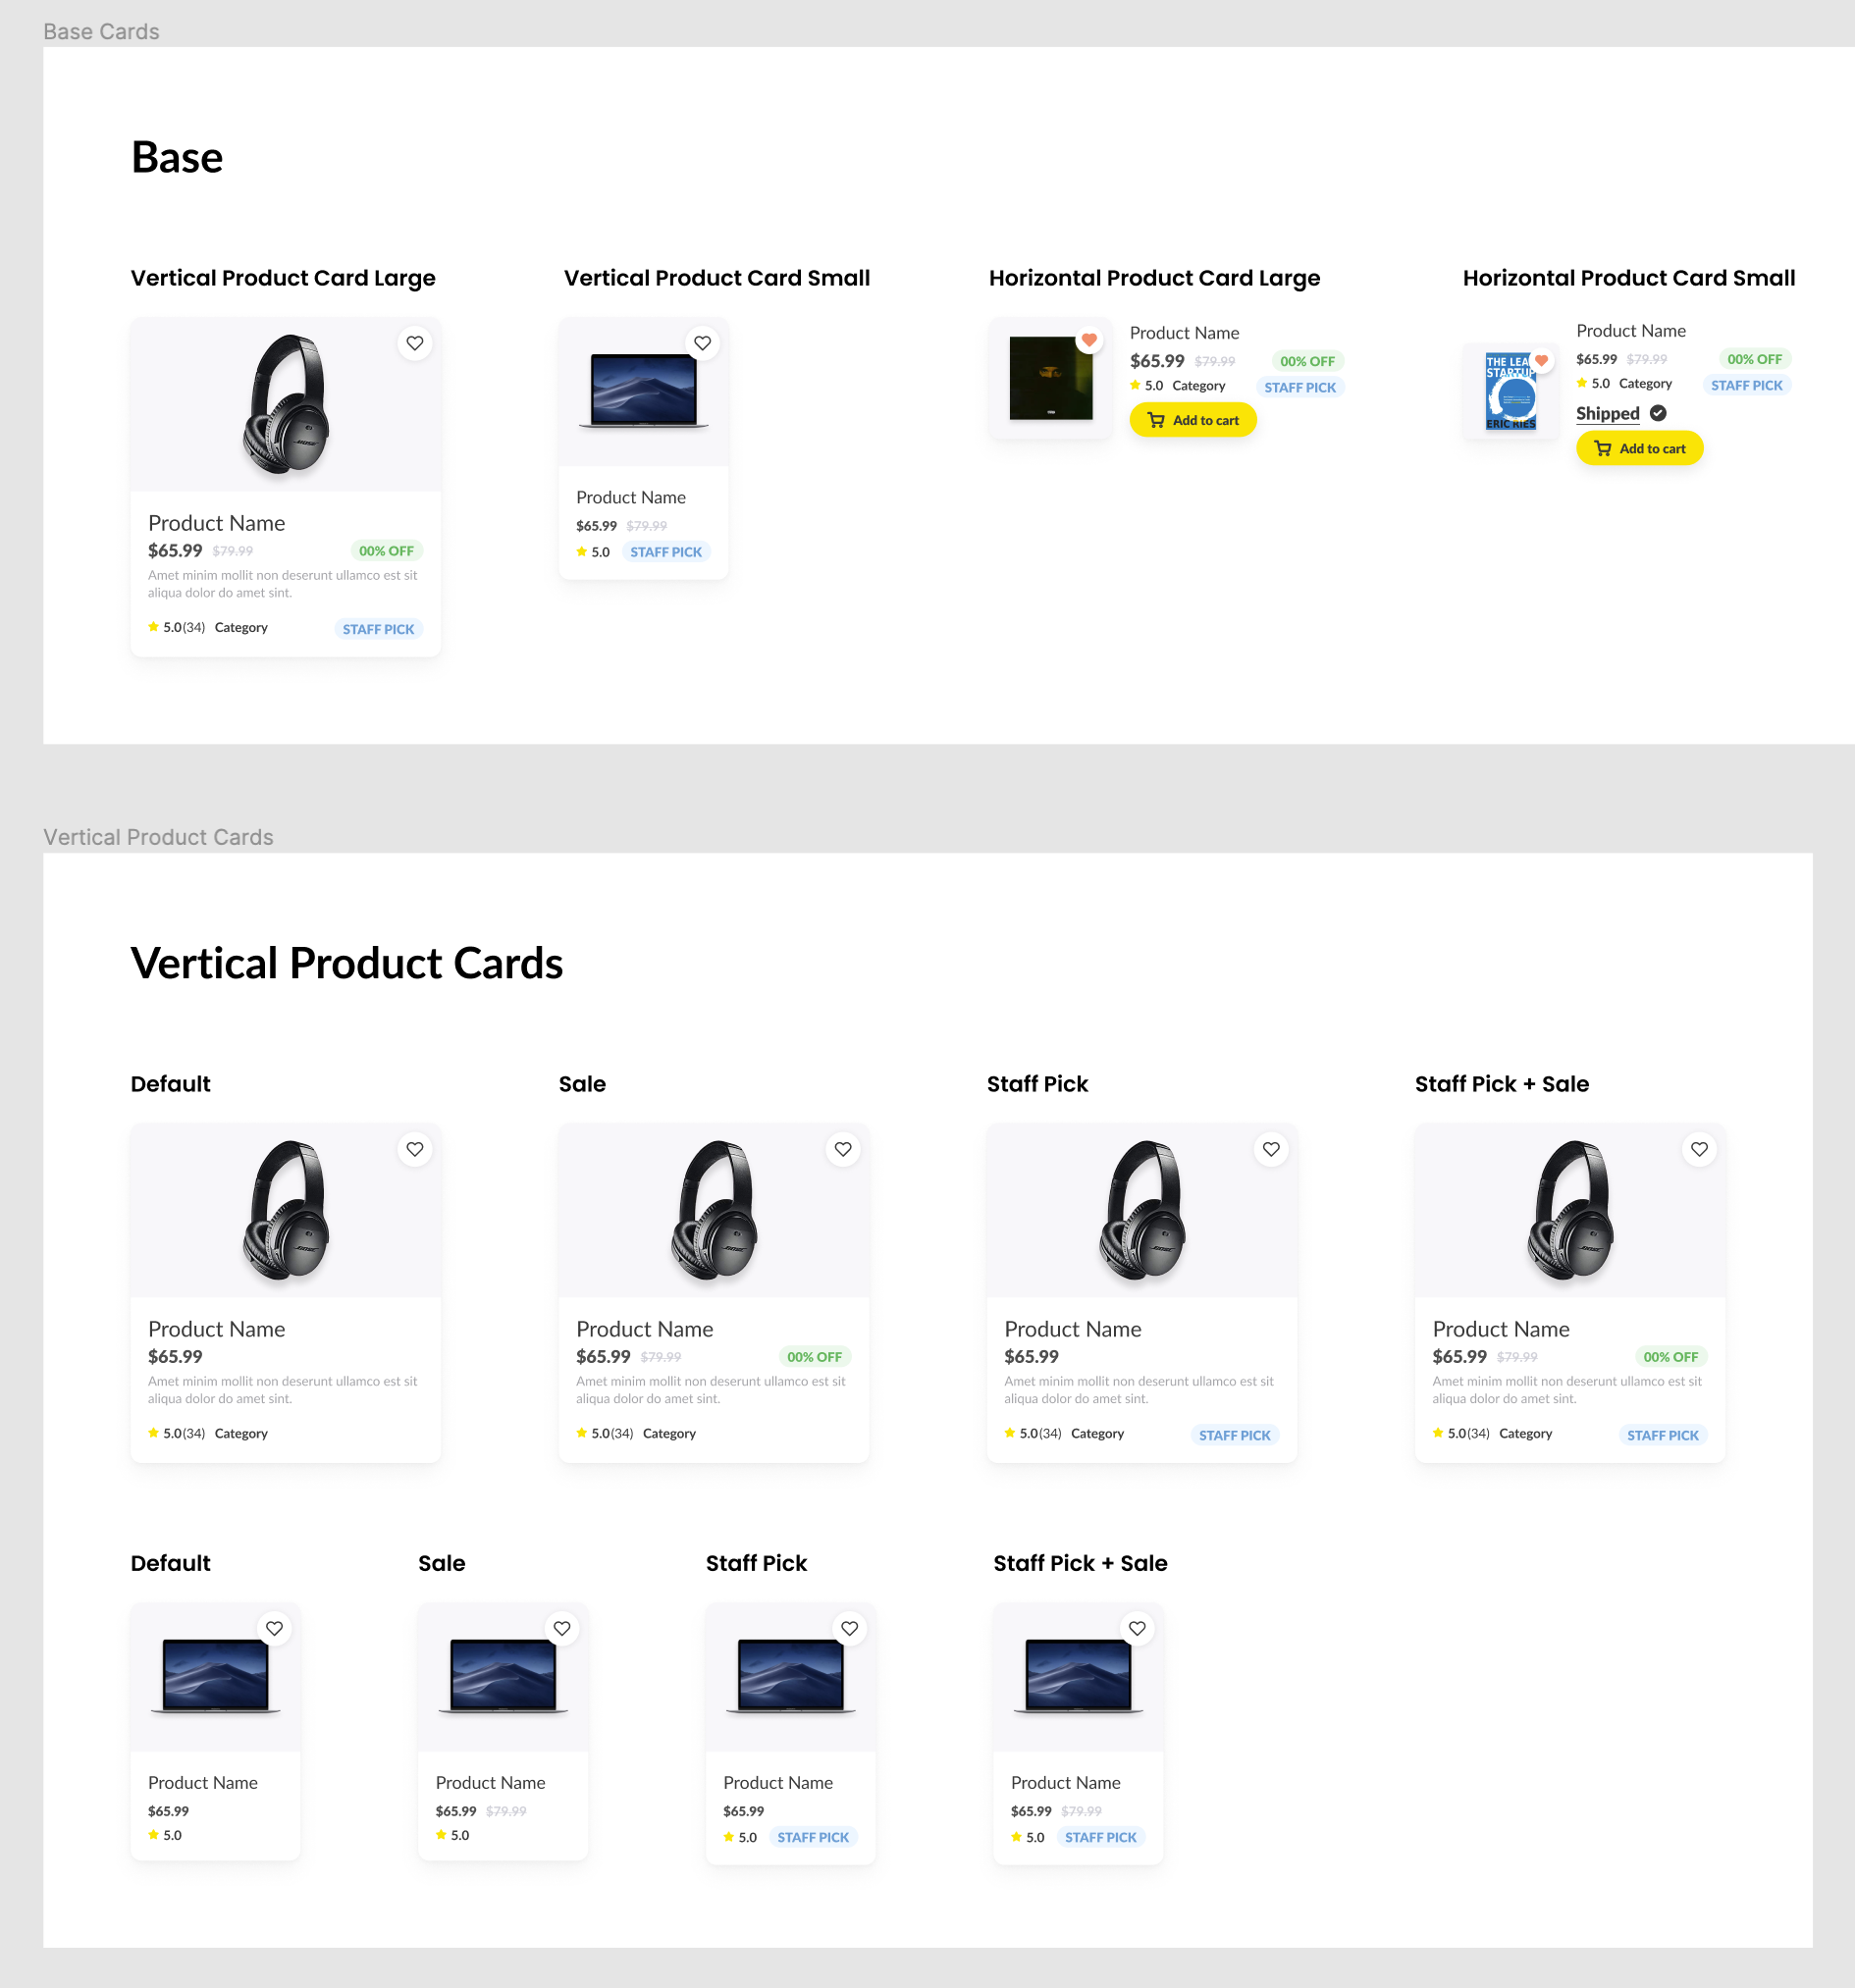 Base Cards
Base
Vertical Product Card Large
Vertical Product Card Small
Horizontal Product Card Large
Horizontal Product Card Small
BOSE
Product Name
$65.99 $79.99 00% OFF
Amet minim mollit non deserunt ullamco est sit
aliqua dolor do amet sint.
5.0(34) Category STAFF PICK
Product Name
$65.99 $79.99
5.0 STAFF PICK
Product Name
$65.99 $79.99 00% OFF
5.0 Category STAFF PICK
Add to cart
THE LEA
STARTUP
ERIC RIES
Product Name
$65.99 $79.99 00% OFF
5.0 Category STAFF PICK
Shipped
Add to cart
Vertical Product Cards
Vertical Product Cards
Default
Sale
Staff Pick
Staff Pick + Sale
BOSE
Product Name
$65.99
Amet minim mollit non deserunt ullamco est sit
aliqua dolor do amet sint.
5.0(34) Category
BOSE
Product Name
$65.99 $79.99 00% OFF
Amet minim mollit non deserunt ullamco est sit
aliqua dolor do amet sint.
5.0(34) Category
BOSE
Product Name
$65.99
Amet minim mollit non deserunt ullamco est sit
aliqua dolor do amet sint.
5.0(34) Category STAFF PICK
BOSE
Product Name
$65.99 $79.99 00% OFF
Amet minim mollit non deserunt ullamco est sit
aliqua dolor do amet sint.
5.0(34) Category STAFF PICK
Default
Sale
Staff Pick
Staff Pick + Sale
Product Name
$65.99
5.0
Product Name
$65.99 $79.99
5.0
Product Name
$65.99
5.0 STAFF PICK
Product Name
$65.99 $79.99
5.0 STAFF PICK